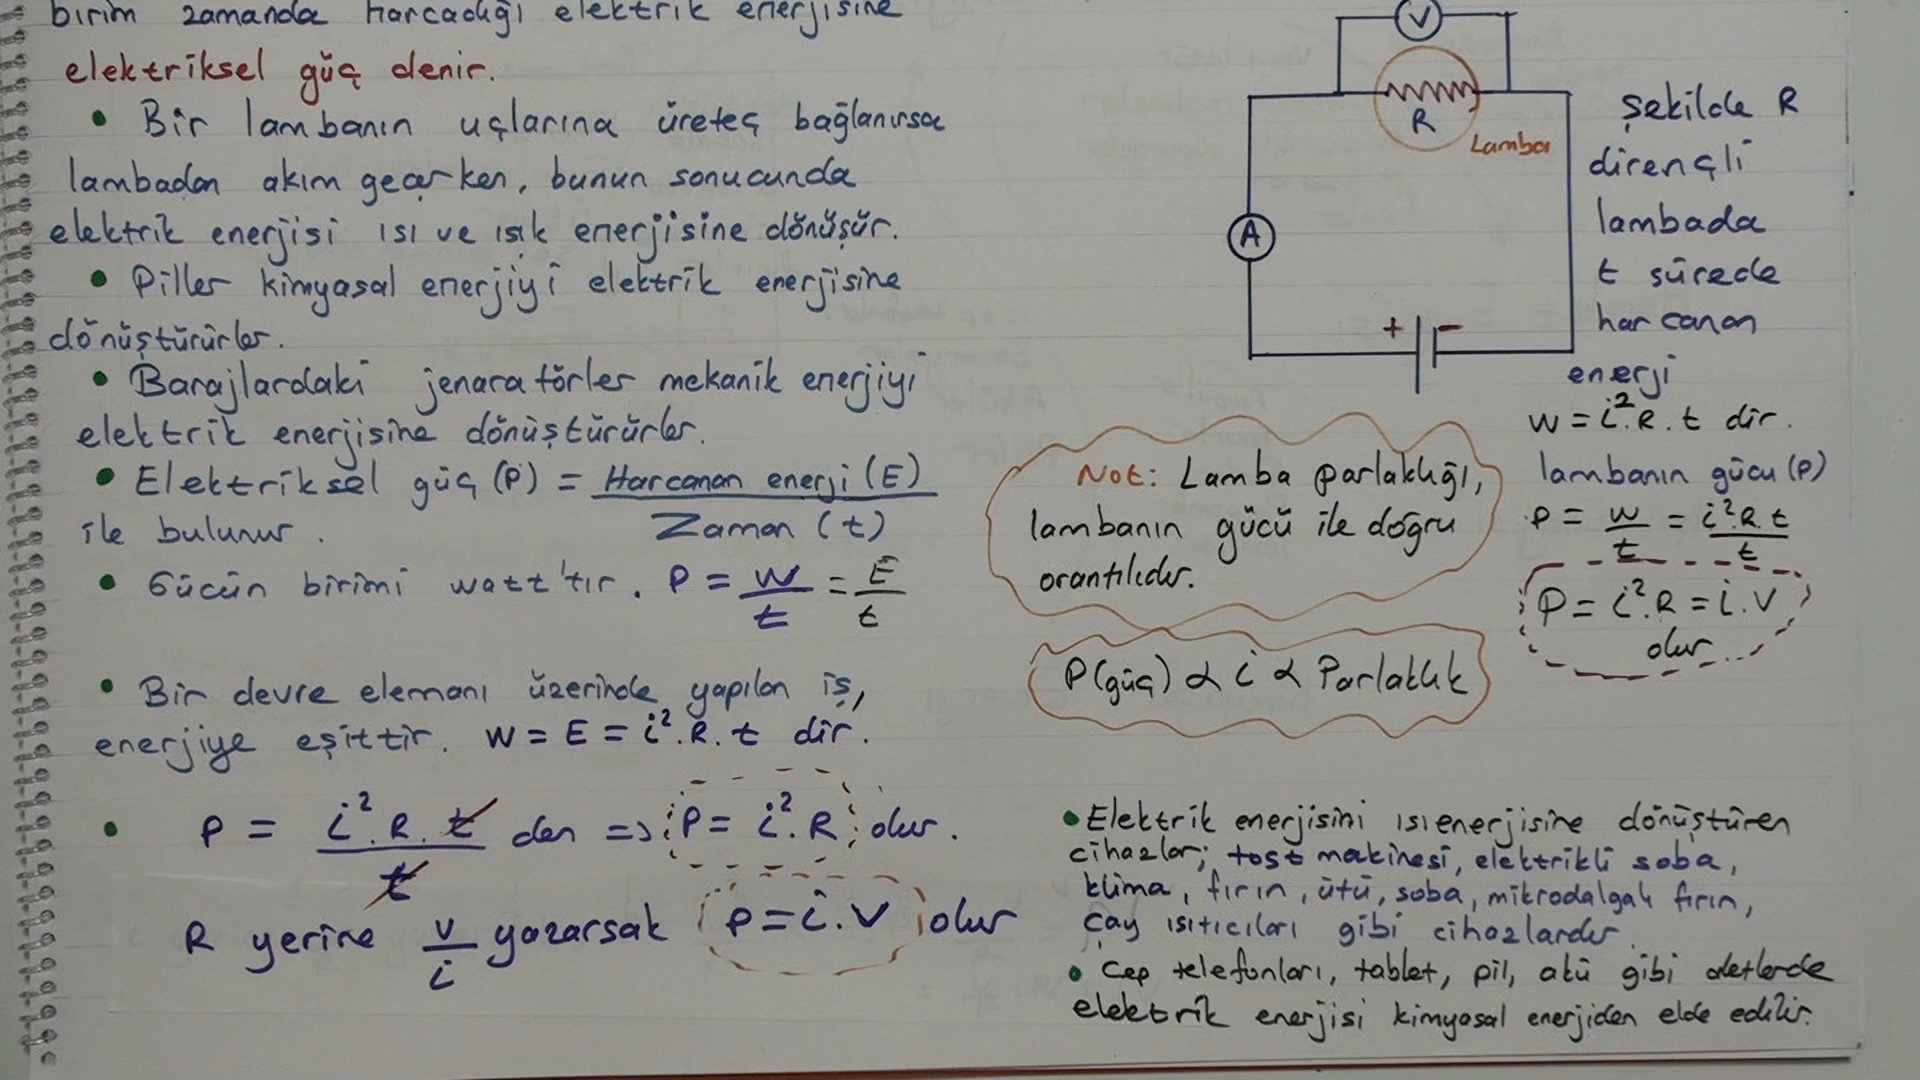 birim zamanda harcadığı elektrik enerjisine
elektriksel güç denir.
• Bir lambanın uçlarına üreteç bağlanırsa
lambadan akım geçerken, bunun sonucunda
elektrik enerjisi ısı ve ışık enerjisine dönüşür.
• Piller kimyasal enerjiyi elektrik enerjisine
dönüştürürler.
• Barajlardaki jenaratörler mekanik enerjiyi
elektrik enerjisine dönüştürürler.
• Elektriksel güç (P) = Harcanan enerji (E)
Zaman (t)
ile bulunur.
• Gücün birimi watt'tır. P = W/t = E/t
• Bir devre elemanı üzerinde yapılan iş,
enerjiye eşittir. W = E = i².R.t dir.
• P = i².R.t/t den => P = i².R olur.
R yerine V/i yazarsak P = i.V olur
V
R
Lamba
A
+ -
Şekilde R
dirençli
lambada
t sürede
harcanan
enerji
W = i².R.t dir.
lambanın gücü (P)
P = W/t = i².R.t/t
P = i².R = i.V
olur
Not: Lamba parlaklığı,
lambanın gücü ile doğru
orantılıdır.
P(güç) α i α Parlaklık
• Elektrik enerjisini ısı enerjisine dönüştüren
cihazlar; tost makinesi, elektrikli soba,
klima, fırın, ütü, soba, mikrodalgalı fırın,
çay ısıtıcıları gibi cihazlardır.
• Cep telefonları, tablet, pil, akü gibi aletlerde
elektrik enerjisi kimyasal enerjiden elde edilir.